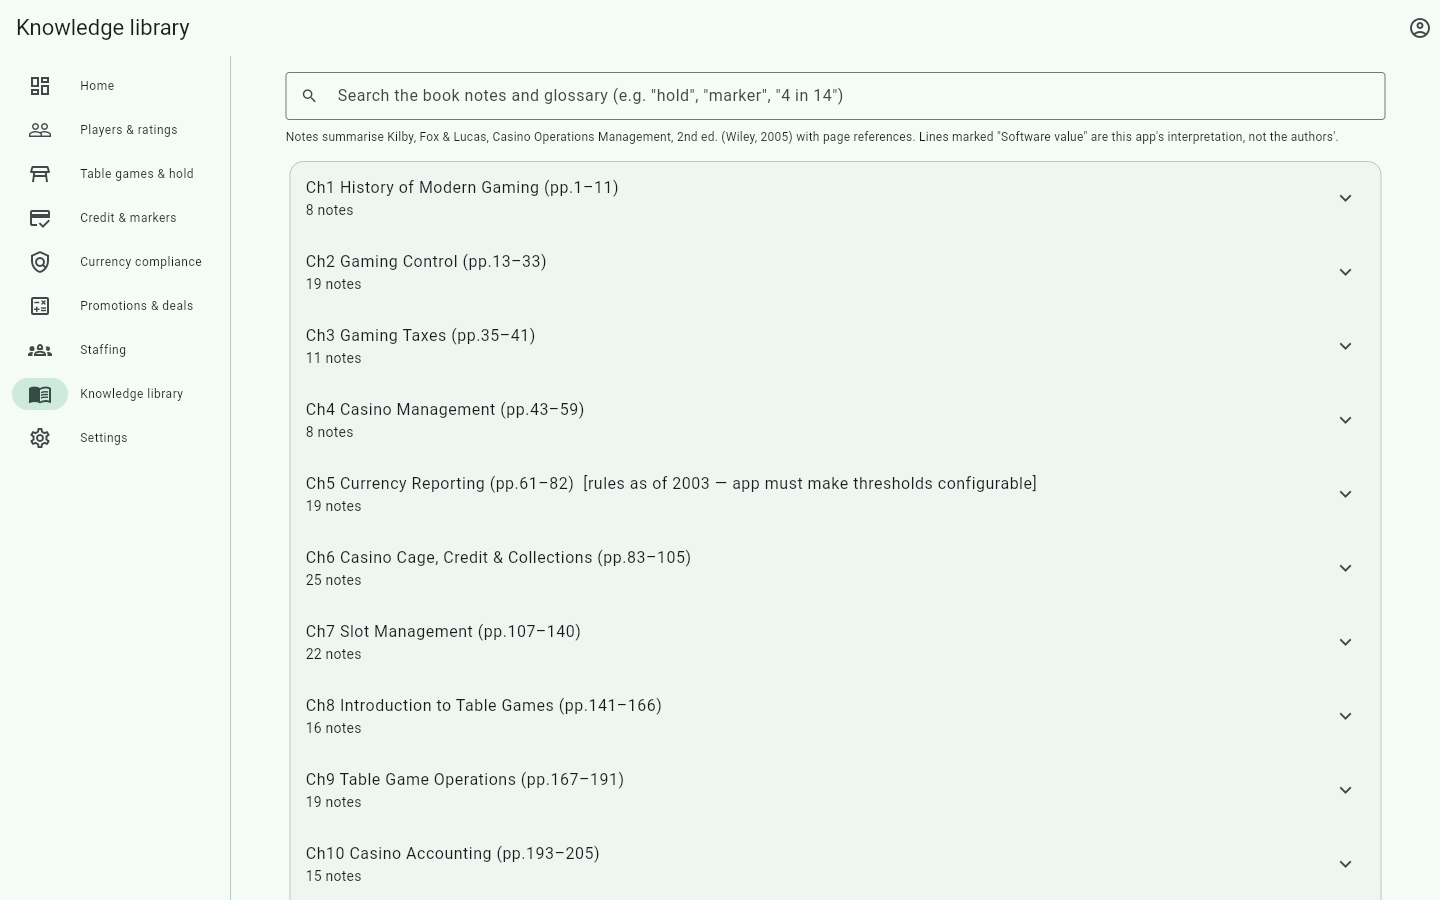 Knowledge library
Home
Players & ratings
Table games & hold
Credit & markers
Currency compliance
Promotions & deals
Staffing
Knowledge library
Settings
Search the book notes and glossary (e.g. "hold", "marker", "4 in 14")
Notes summarise Kilby, Fox & Lucas, Casino Operations Management, 2nd ed. (Wiley, 2005) with page references. Lines marked "Software value" are this app's interpretation, not the authors'.
Ch1 History of Modern Gaming (pp.1–11)
8 notes
Ch2 Gaming Control (pp.13–33)
19 notes
Ch3 Gaming Taxes (pp.35–41)
11 notes
Ch4 Casino Management (pp.43–59)
8 notes
Ch5 Currency Reporting (pp.61–82)  [rules as of 2003 — app must make thresholds configurable]
19 notes
Ch6 Casino Cage, Credit & Collections (pp.83–105)
25 notes
Ch7 Slot Management (pp.107–140)
22 notes
Ch8 Introduction to Table Games (pp.141–166)
16 notes
Ch9 Table Game Operations (pp.167–191)
19 notes
Ch10 Casino Accounting (pp.193–205)
15 notes